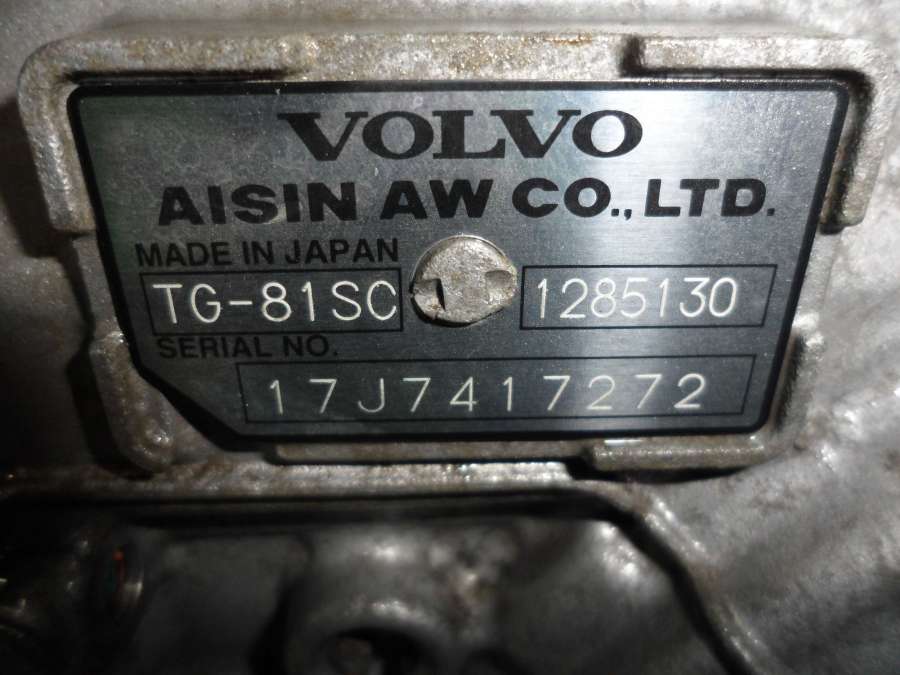 VOLVO
AISIN AW CO., LTD.
MADE IN JAPAN
TG-81SC 1285130
SERIAL NO.
17J7417272